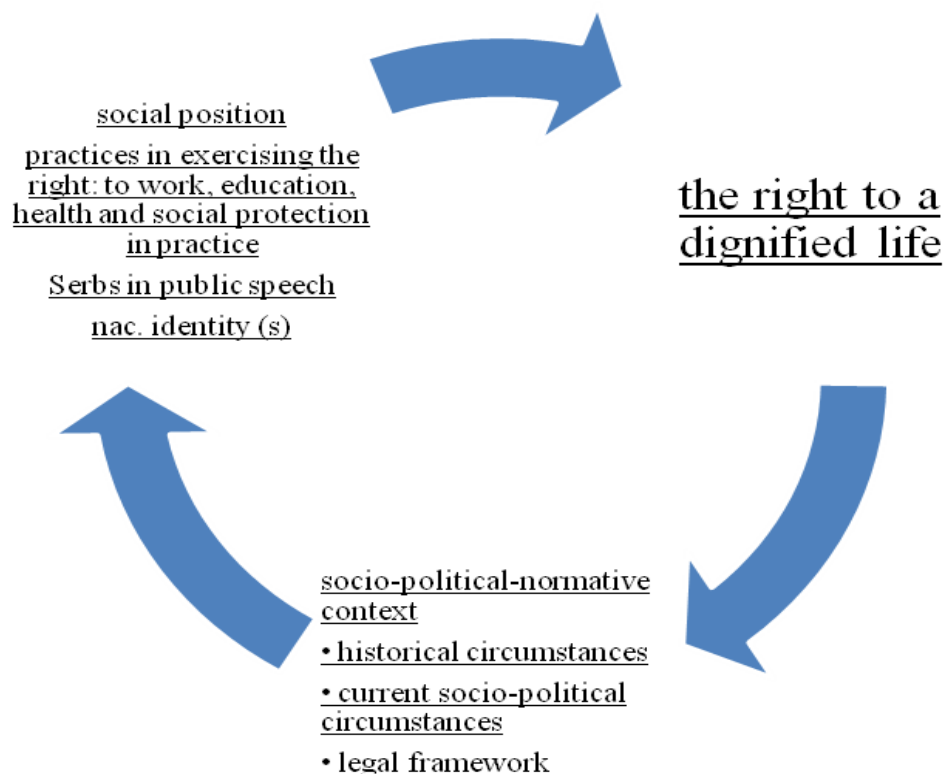 social position
practices in exercising the
right: to work, education,
health and social protection
in practice
Serbs in public speech
nac. identity (s)
the right to a
dignified life
socio-political-normative
context
• historical circumstances
• current socio-political
circumstances
• legal framework